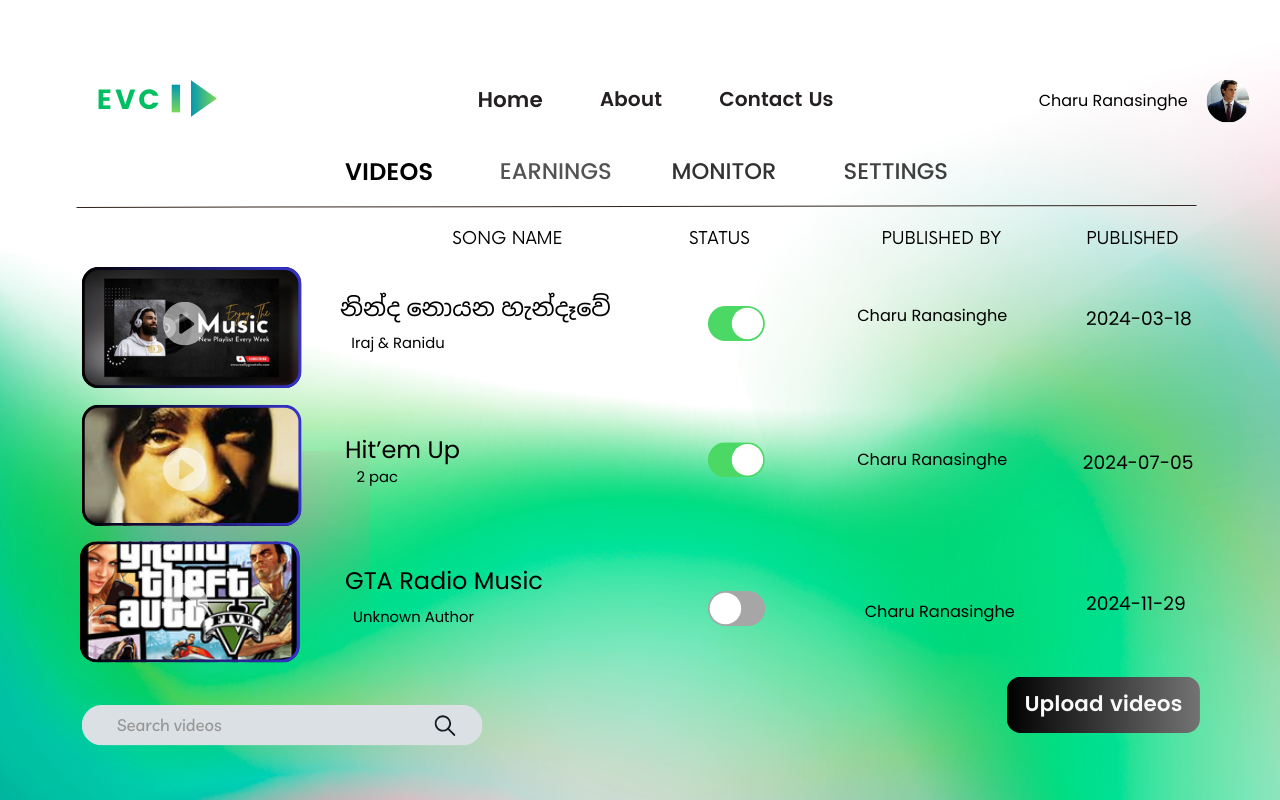 EVC
Home About Contact Us
Charu Ranasinghe
VIDEOS EARNINGS MONITOR SETTINGS
SONG NAME STATUS PUBLISHED BY PUBLISHED
Enjoy The
Music
New Playlist Every Week
SUBSCRIBE
නින්ද නොයන හැන්දෑවේ
Iraj & Ranidu
Charu Ranasinghe
2024-03-18
Hit’em Up
2 pac
Charu Ranasinghe
2024-07-05
grand
theft
auto
V
FIVE
GTA Radio Music
Unknown Author
Charu Ranasinghe
2024-11-29
Search videos
Upload videos